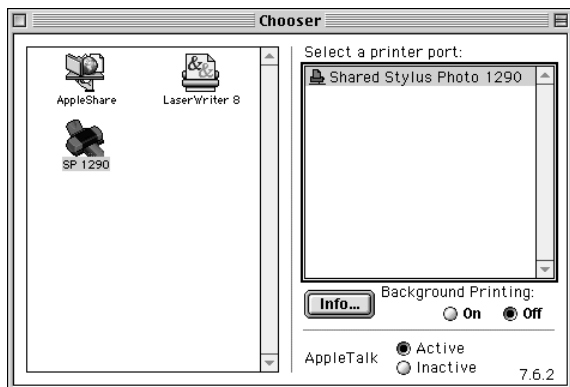 Chooser
AppleShare
LaserWriter 8
SP 1290
Select a printer port:
Shared Stylus Photo 1290
Info...
Background Printing:
On Off
AppleTalk
Active
Inactive
7.6.2